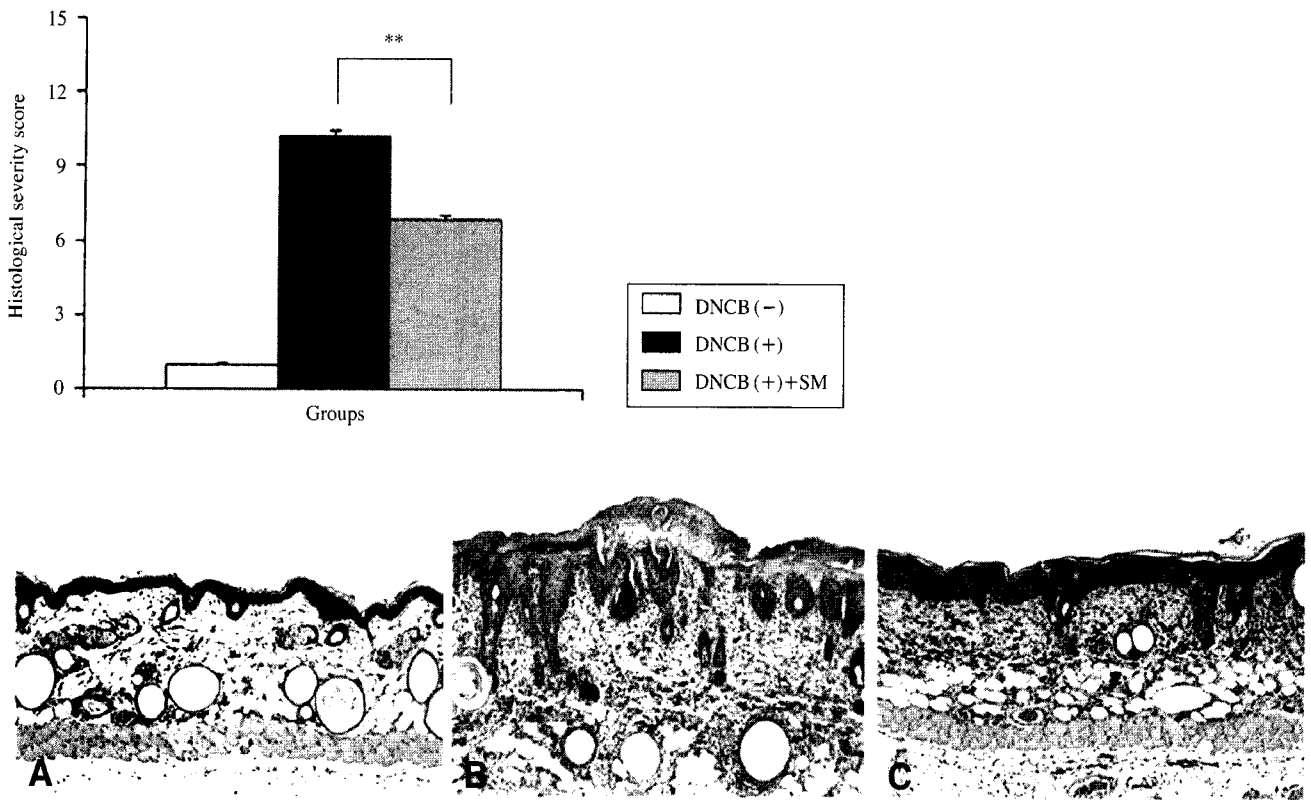 15
**
12
9
6
3
0
Histological severity score
Groups
DNCB (−)
DNCB (+)
DNCB (+)+SM
A
B
C